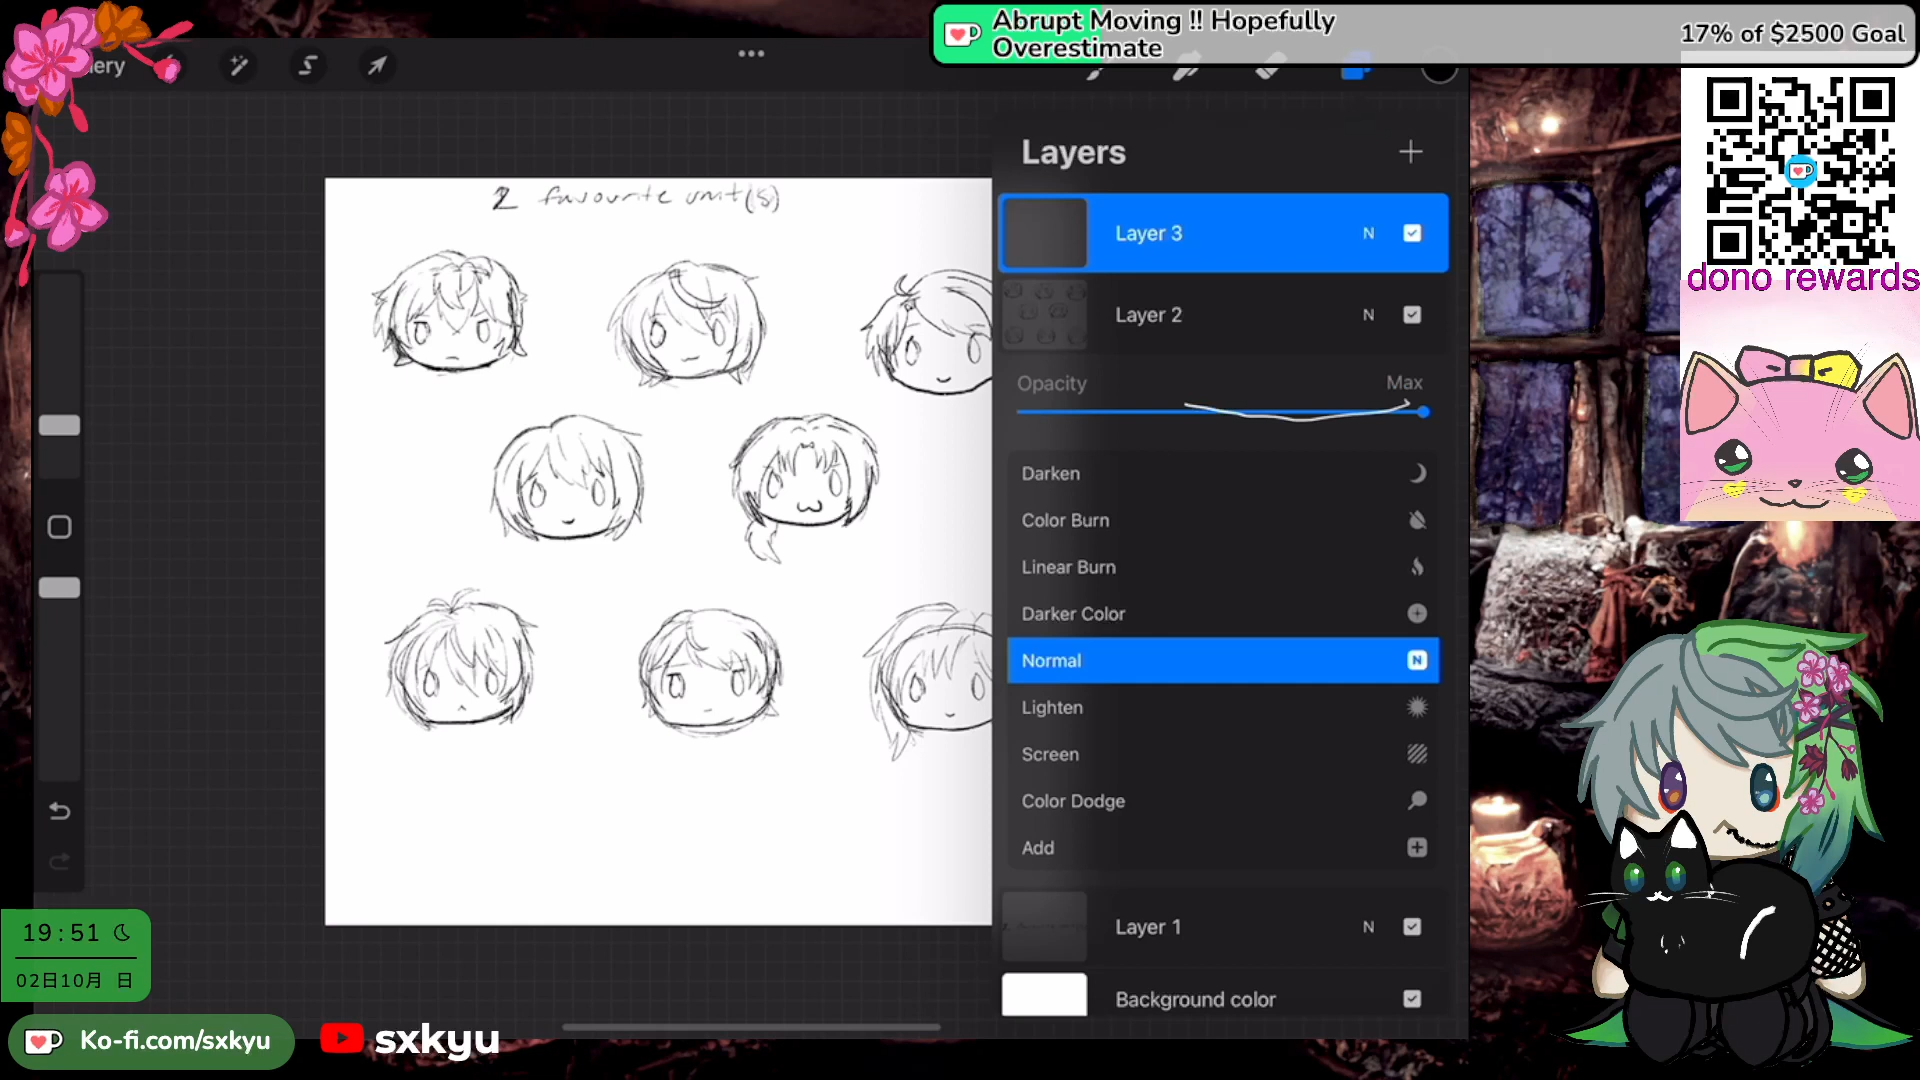 Abrupt Moving !! Hopefully
Overestimate
17% of $2500 Goal
ery
dono rewards
2 favourite unit(s)
Layers
Layer 3 N
Layer 2 N
Opacity Max
Darken
Color Burn
Linear Burn
Darker Color
Normal N
Lighten
Screen
Color Dodge
Add
Layer 1 N
Background color
19:51
02日10月 日
Ko-fi.com/sxkyu
sxkyu